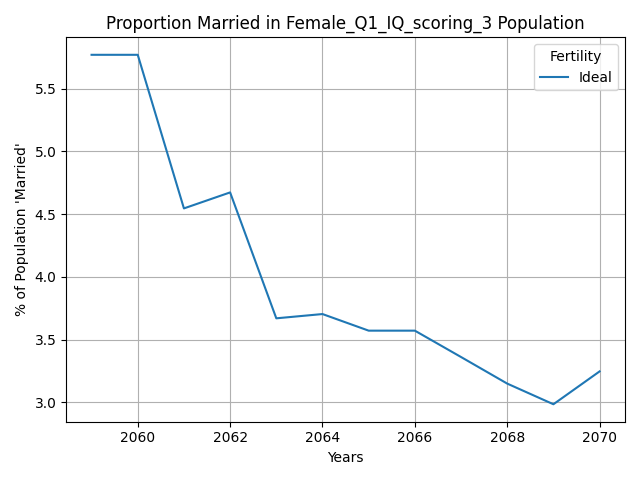 Proportion Married in Female_Q1_IQ_scoring_3 Population
Fertility
Ideal
% of Population 'Married'
5.5
5.0
4.5
4.0
3.5
3.0
2060 2062 2064 2066 2068 2070
Years